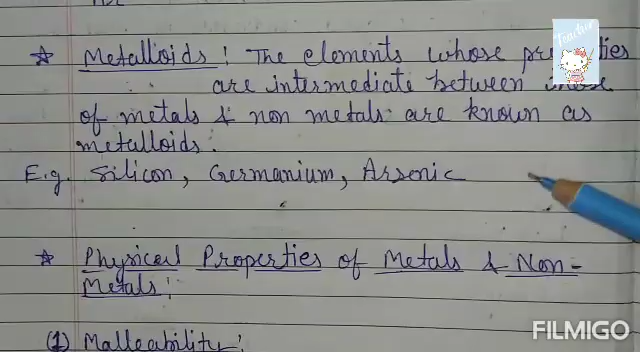 ☆ Metalloids: The elements whose properties
are intermediate between those
of metals & non metals are known as
metalloids.
E.g. Silicon, Germanium, Arsenic
☆ Physical Properties of Metals & Non-
Metals:
(1) Malleability:
Teacher
FILMIGO